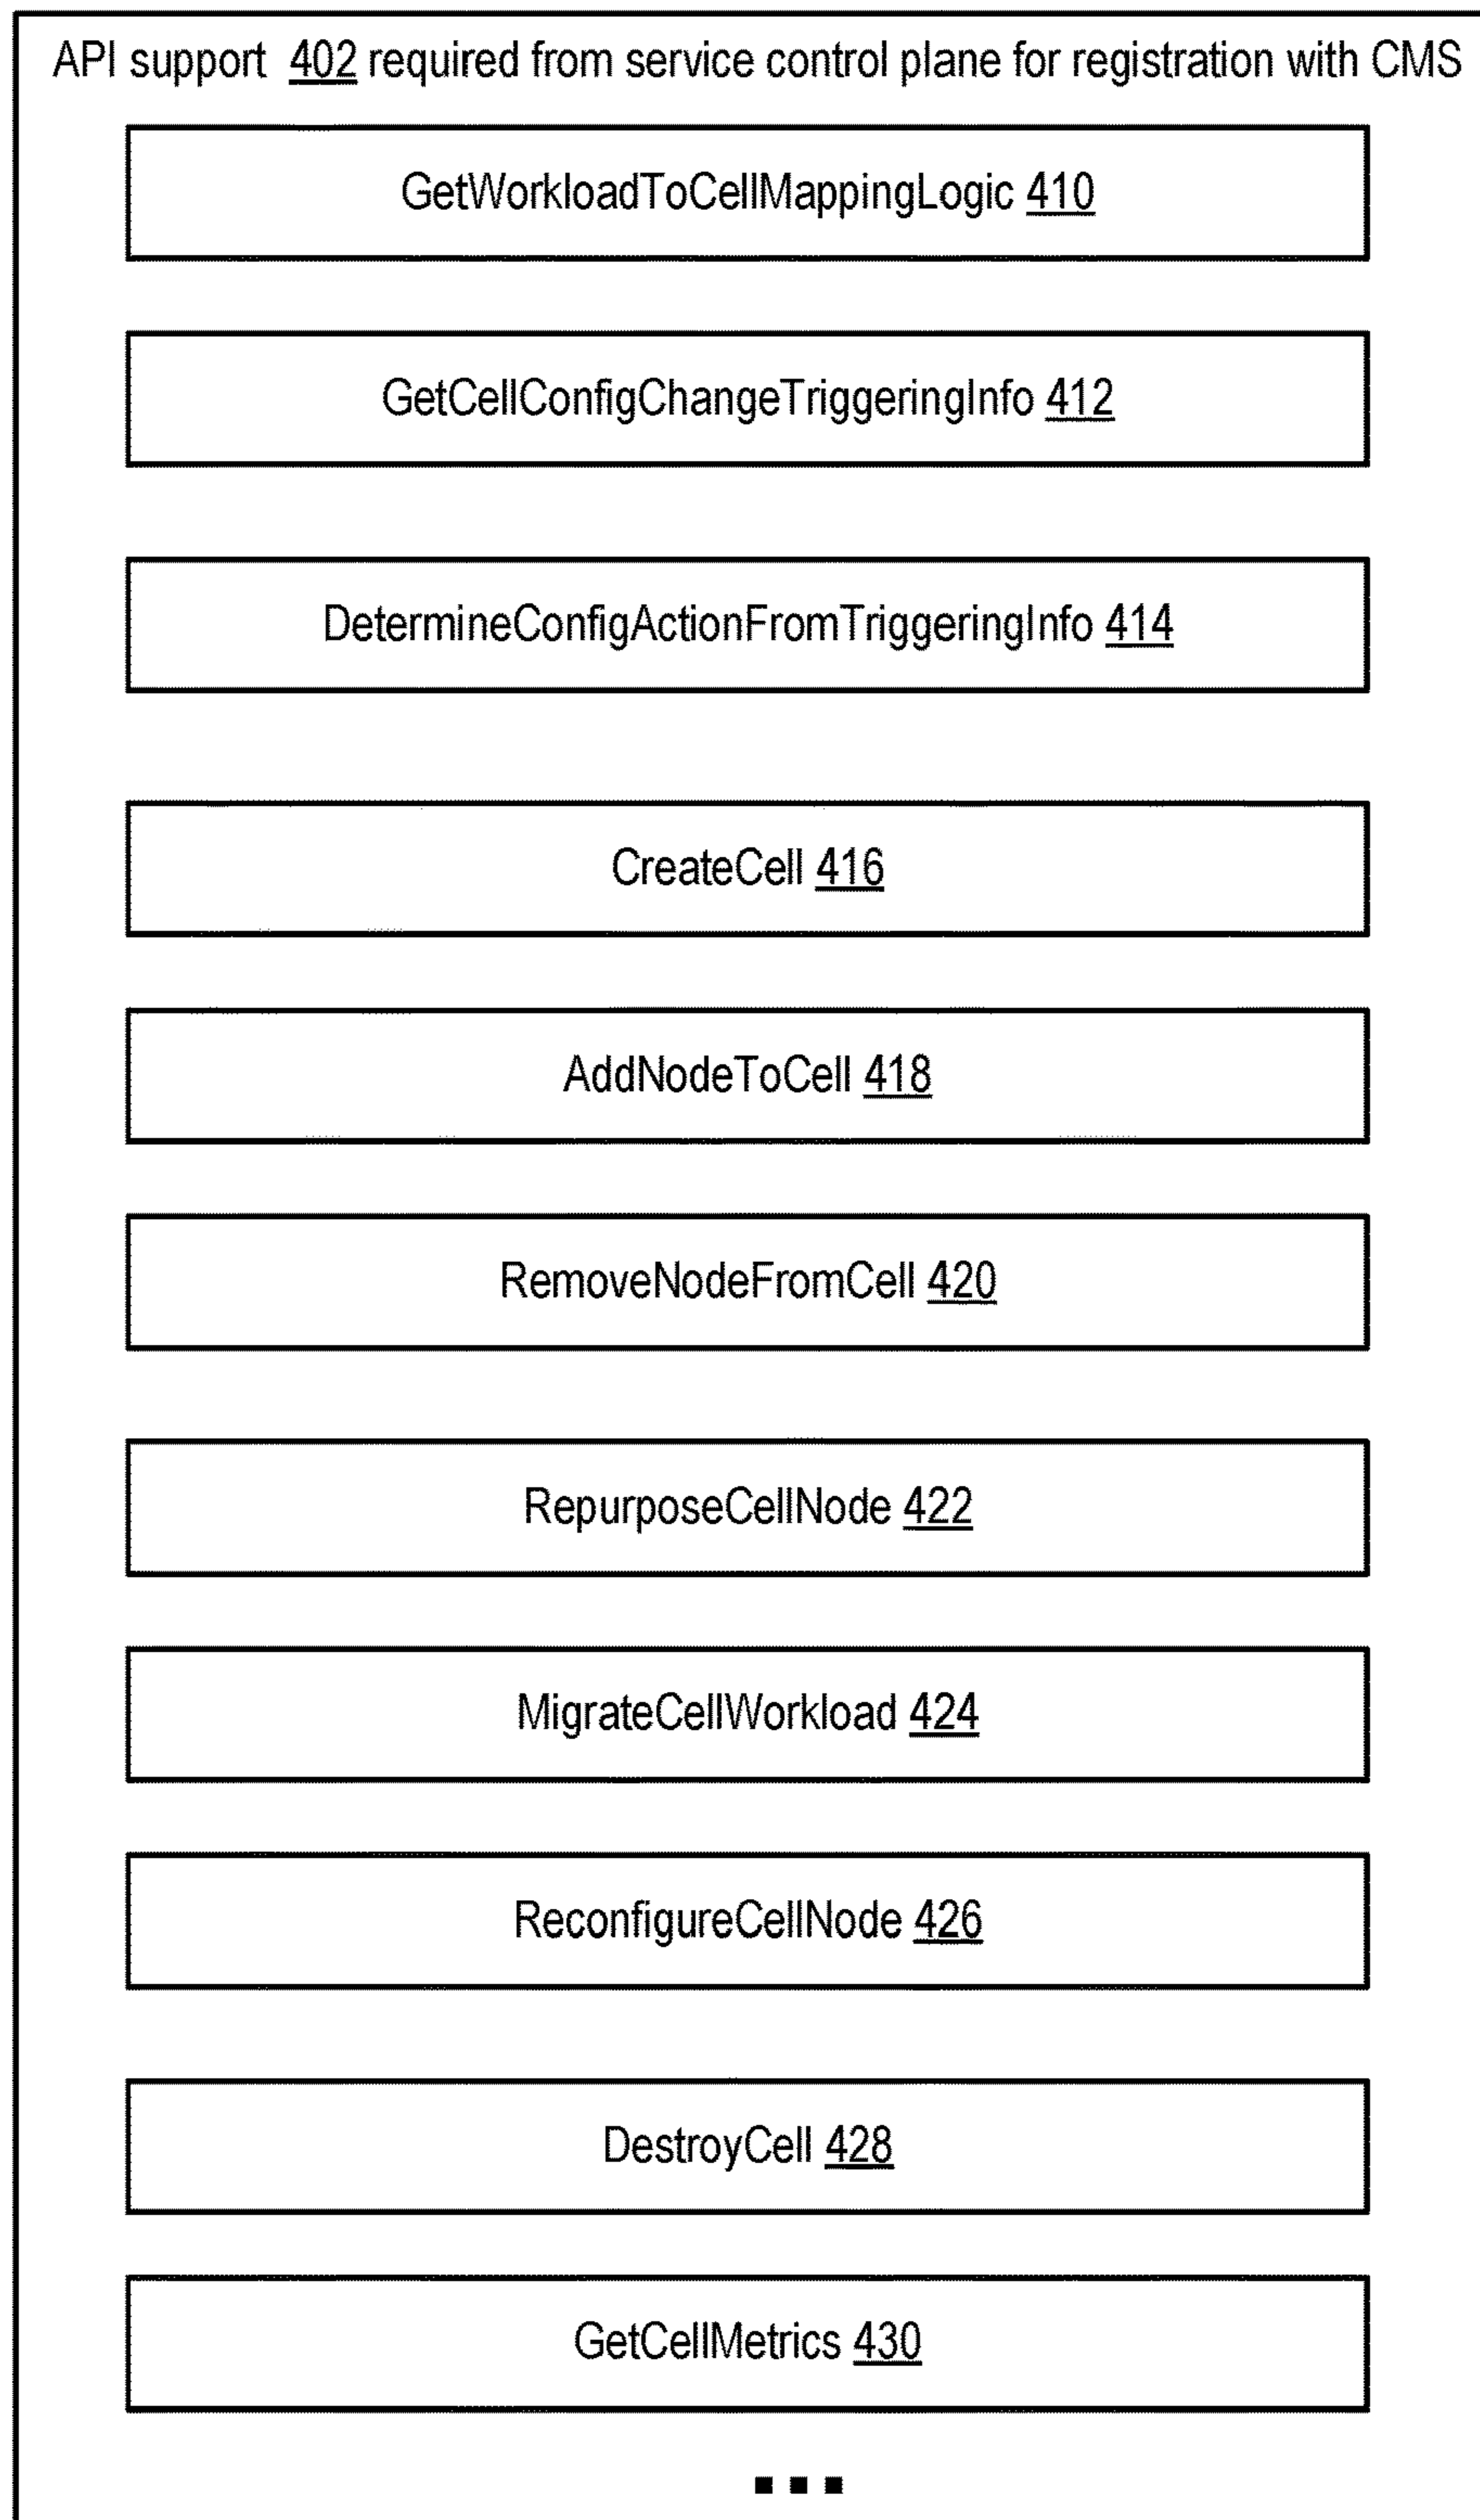 API support 402 required from service control plane for registration with CMS
GetWorkloadToCellMappingLogic 410
GetCellConfigChangeTriggeringInfo 412
DetermineConfigActionFromTriggeringInfo 414
CreateCell 416
AddNodeToCell 418
RemoveNodeFromCell 420
RepurposeCellNode 422
MigrateCellWorkload 424
ReconfigureCellNode 426
DestroyCell 428
GetCellMetrics 430
...